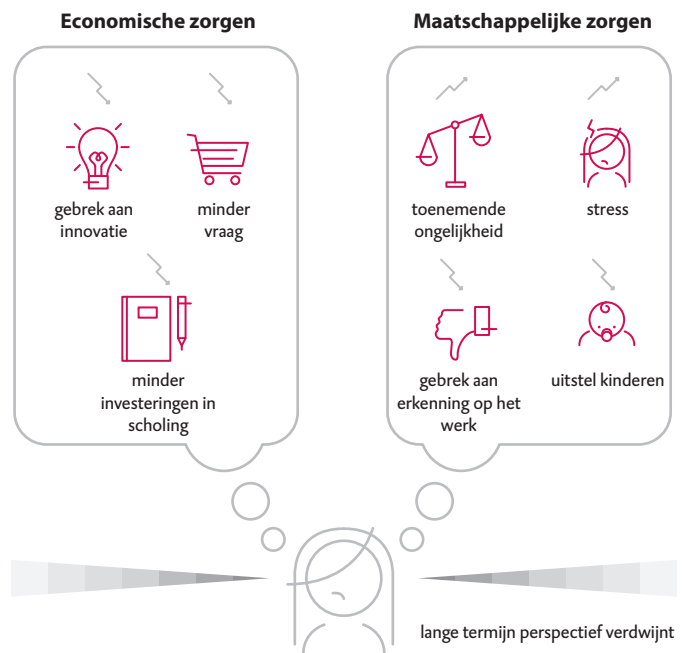 Economische zorgen
gebrek aan
innovatie
minder
vraag
minder
investeringen in
scholing
Maatschappelijke zorgen
toenemende
ongelijkheid
stress
gebrek aan
erkenning op het
werk
uitstel kinderen
lange termijn perspectief verdwijnt